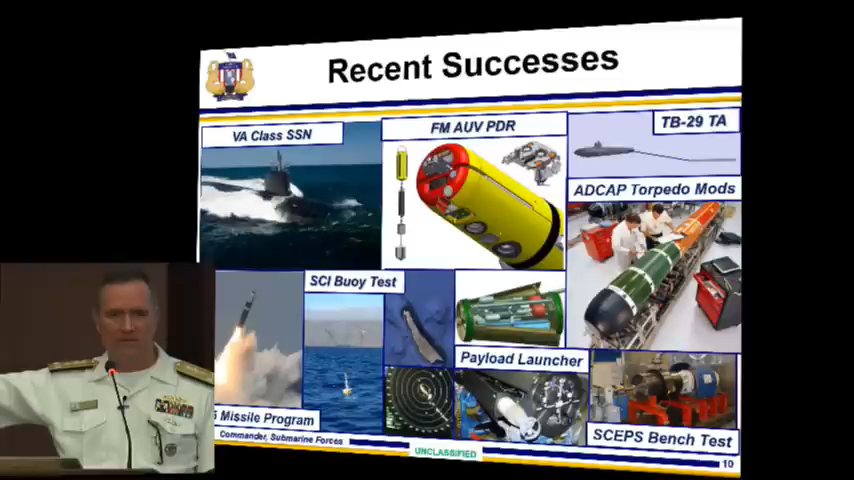 Recent Successes
VA Class SSN
FM AUV PDR
TB-29 TA
ADCAP Torpedo Mods
SCI Buoy Test
Payload Launcher
5 Missile Program
SCEPS Bench Test
Commander, Submarine Forces
UNCLASSIFIED
10